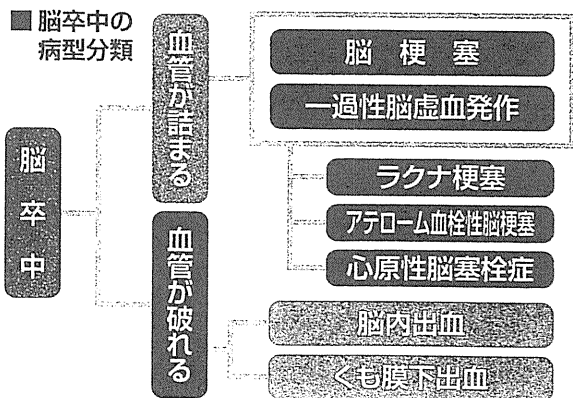 ■脳卒中の
病型分類
脳卒中
血管が詰まる
脳梗塞
一過性脳虚血発作
ラクナ梗塞
アテローム血栓性脳梗塞
心原性脳塞栓症
血管が破れる
脳内出血
くも膜下出血